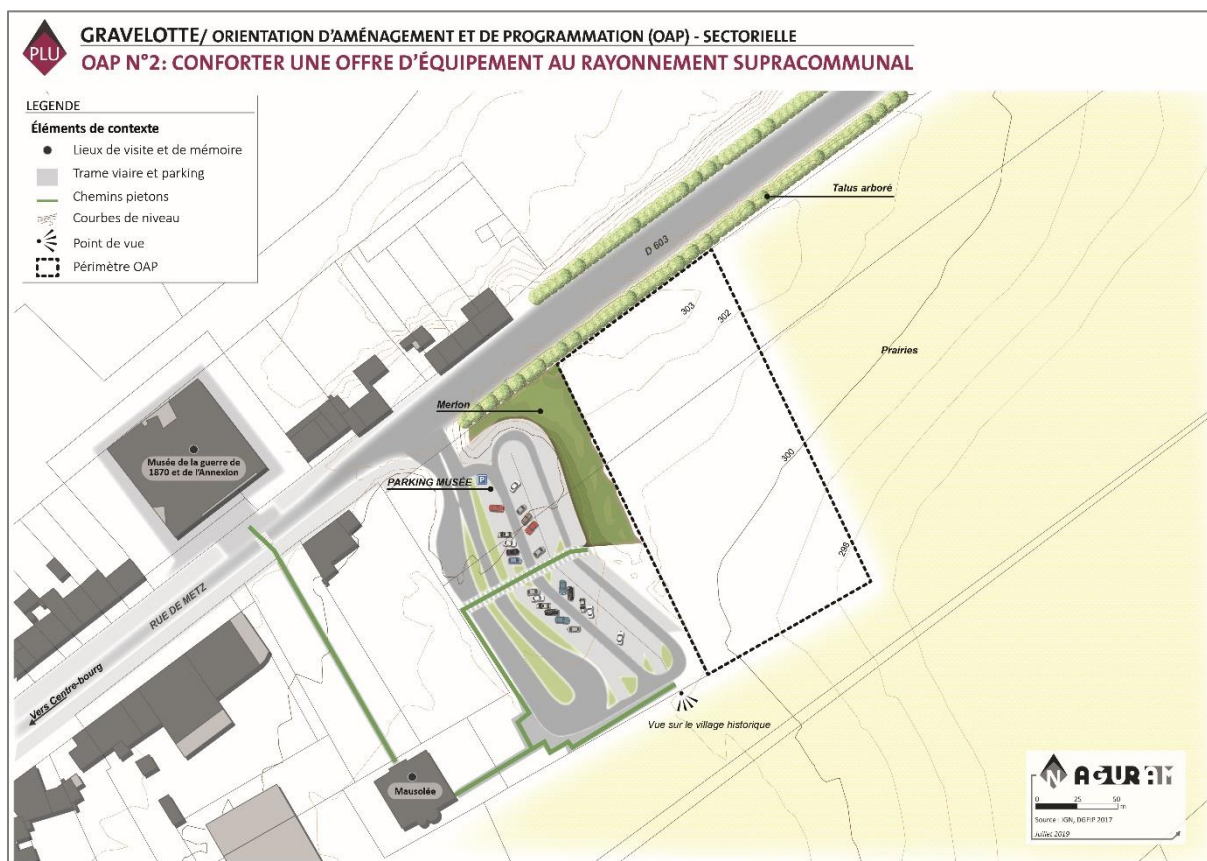 PLU
GRAVELOTTE/ ORIENTATION D'AMÉNAGEMENT ET DE PROGRAMMATION (OAP) - SECTORIELLE
OAP N°2: CONFORTER UNE OFFRE D'ÉQUIPEMENT AU RAYONNEMENT SUPRACOMMUNAL
LEGENDE
Éléments de contexte
Lieux de visite et de mémoire
Trame viaire et parking
Chemins pietons
Courbes de niveau
Point de vue
Périmètre OAP
Talus arboré
D 603
303
302
Prairies
Merlon
Musée de la guerre de
1870 et de l'Annexion
300
PARKING MUSÉE
P
298
RUE DE METZ
Vers Centre-bourg
Vue sur le village historique
Mausolée
N AGURAM
0 25 50
m
Source : IGN, DGFIP 2017
Juillet 2019